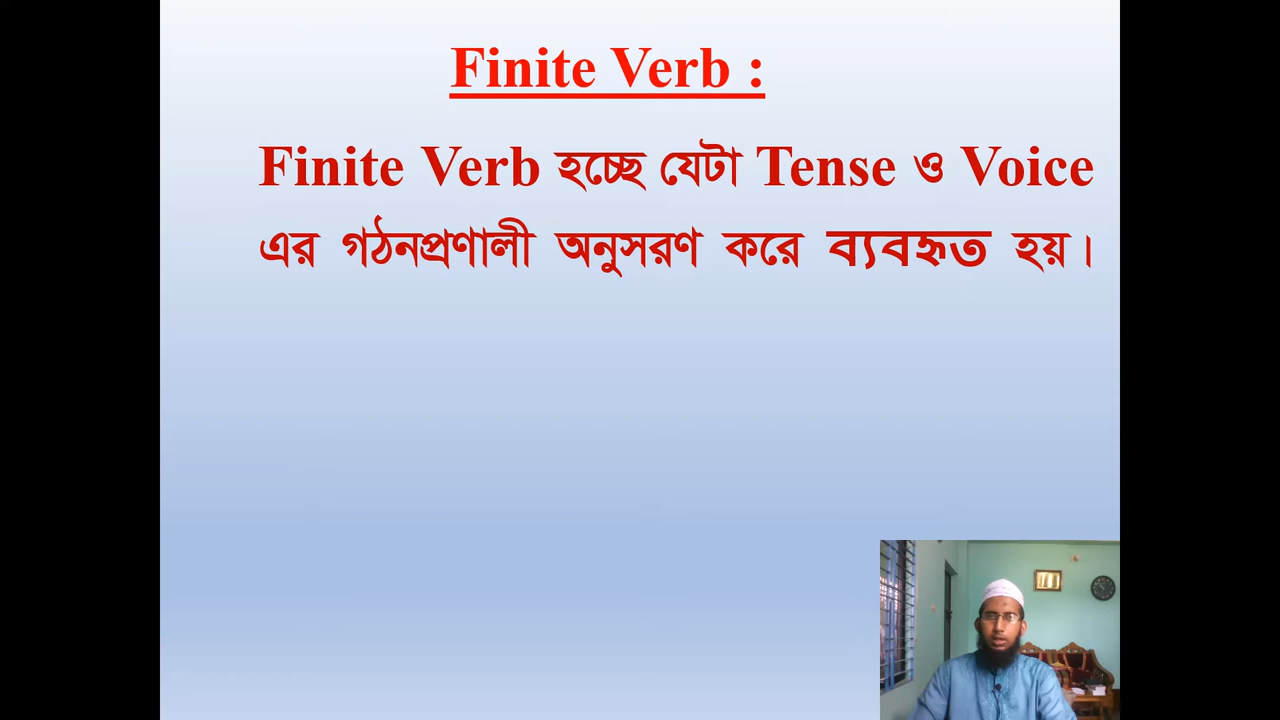 Finite Verb :
Finite Verb হচ্ছে যেটা Tense ও Voice
এর গঠনপ্রণালী অনুসরণ করে ব্যবহৃত হয়।